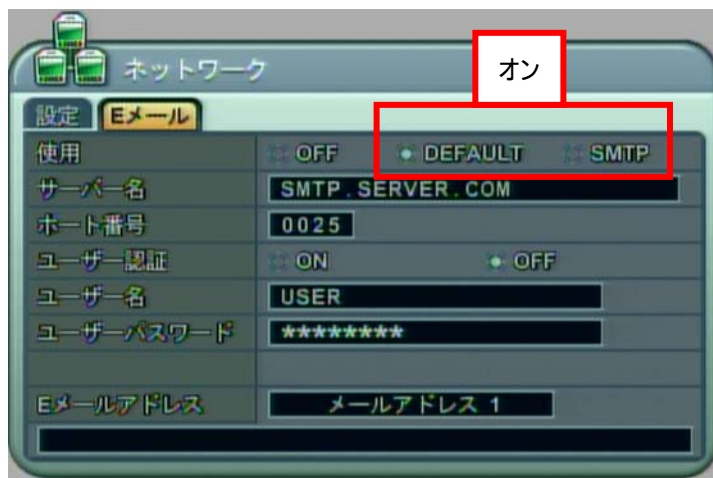 ネットワーク
オン
設定 Eメール
使用 OFF DEFAULT SMTP
サーバー名 SMTP.SERVER.COM
ポート番号 0025
ユーザー認証 ON OFF
ユーザー名 USER
ユーザーパスワード ********
Eメールアドレス メールアドレス 1